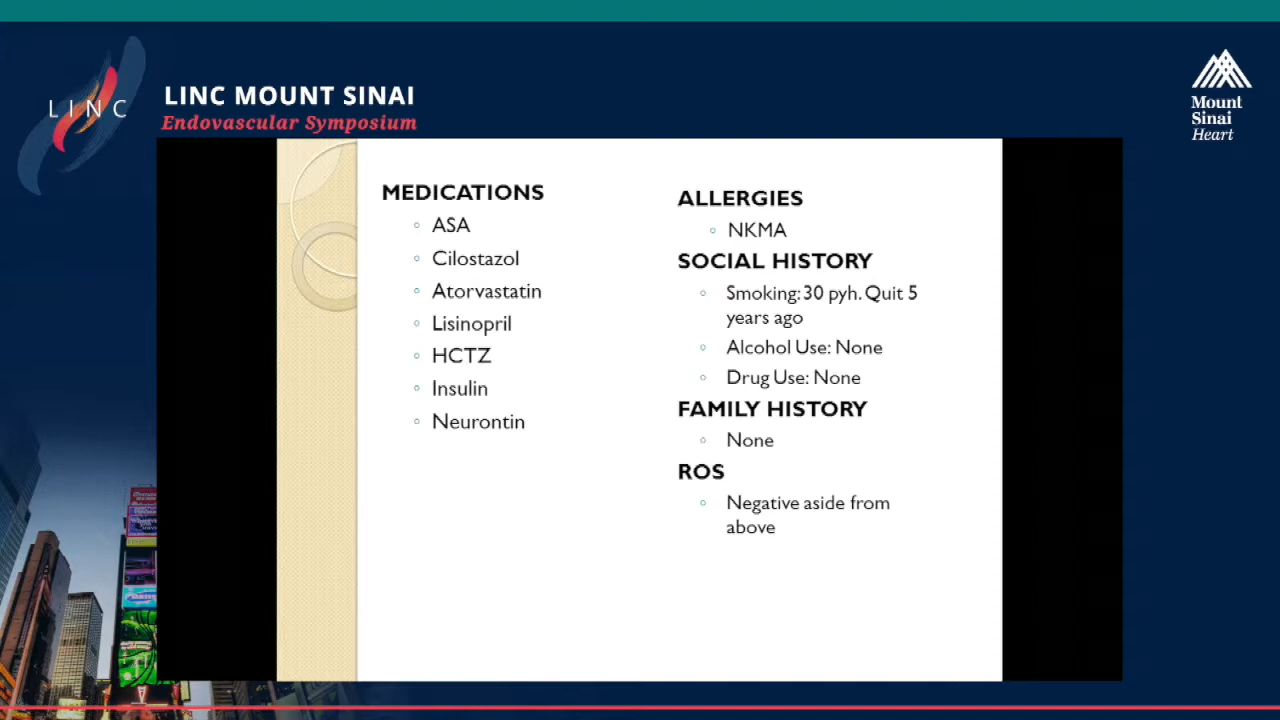 LINC
LINC MOUNT SINAI
Endovascular Symposium
Mount
Sinai
Heart
MEDICATIONS
ASA
Cilostazol
Atorvastatin
Lisinopril
HCTZ
Insulin
Neurontin
ALLERGIES
NKMA
SOCIAL HISTORY
Smoking: 30 pyh. Quit 5
years ago
Alcohol Use: None
Drug Use: None
FAMILY HISTORY
None
ROS
Negative aside from
above